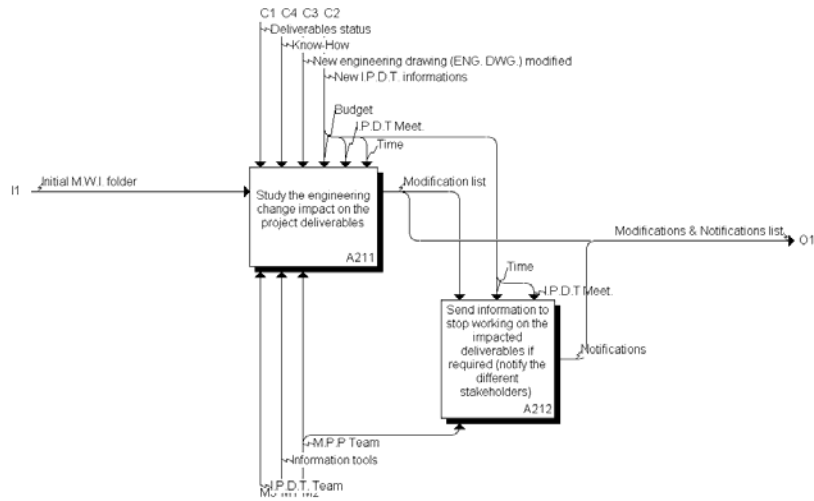 C1 C4 C3 C2
Deliverables status
Know-How
New engineering drawing (ENG. DWG.) modified
New I.P.D.T. informations
Budget
I.P.D.T Meet.
Time
I1
Initial M.W.I. folder
Study the engineering
change impact on the
project deliverables
A211
Modification list
Modifications & Notifications list
O1
Time
I.P.D.T Meet.
Send information to
stop working on the
impacted
deliverables if
required (notify the
different
stakeholders)
A212
Notifications
M.P.P Team
Information tools
I.P.D.T. Team
M3 M1 M2